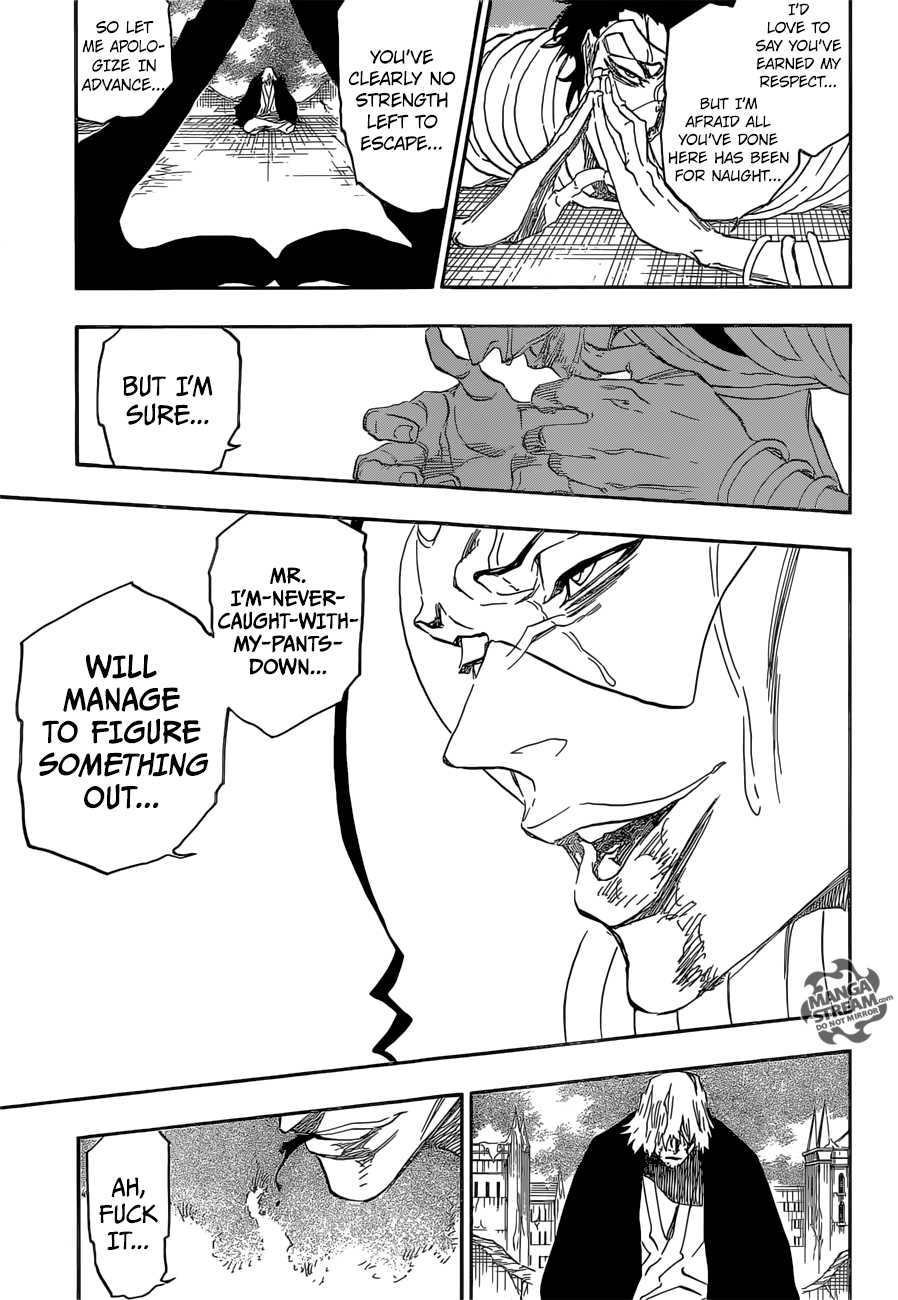 I'D
LOVE TO
SAY YOU'VE
EARNED MY
RESPECT...
BUT I'M
AFRAID ALL
YOU'VE DONE
HERE HAS BEEN
FOR NAUGHT...
YOU'VE
CLEARLY NO
STRENGTH
LEFT TO
ESCAPE...
SO LET
ME APOLO-
GIZE IN
ADVANCE...
BUT I'M
SURE...
MR.
I'M-NEVER-
CAUGHT-WITH-
MY-PANTS-
DOWN...
WILL
MANAGE
TO FIGURE
SOMETHING
OUT...
MANGA
STREAM.com
DO NOT MIRROR
AH,
FUCK
IT...